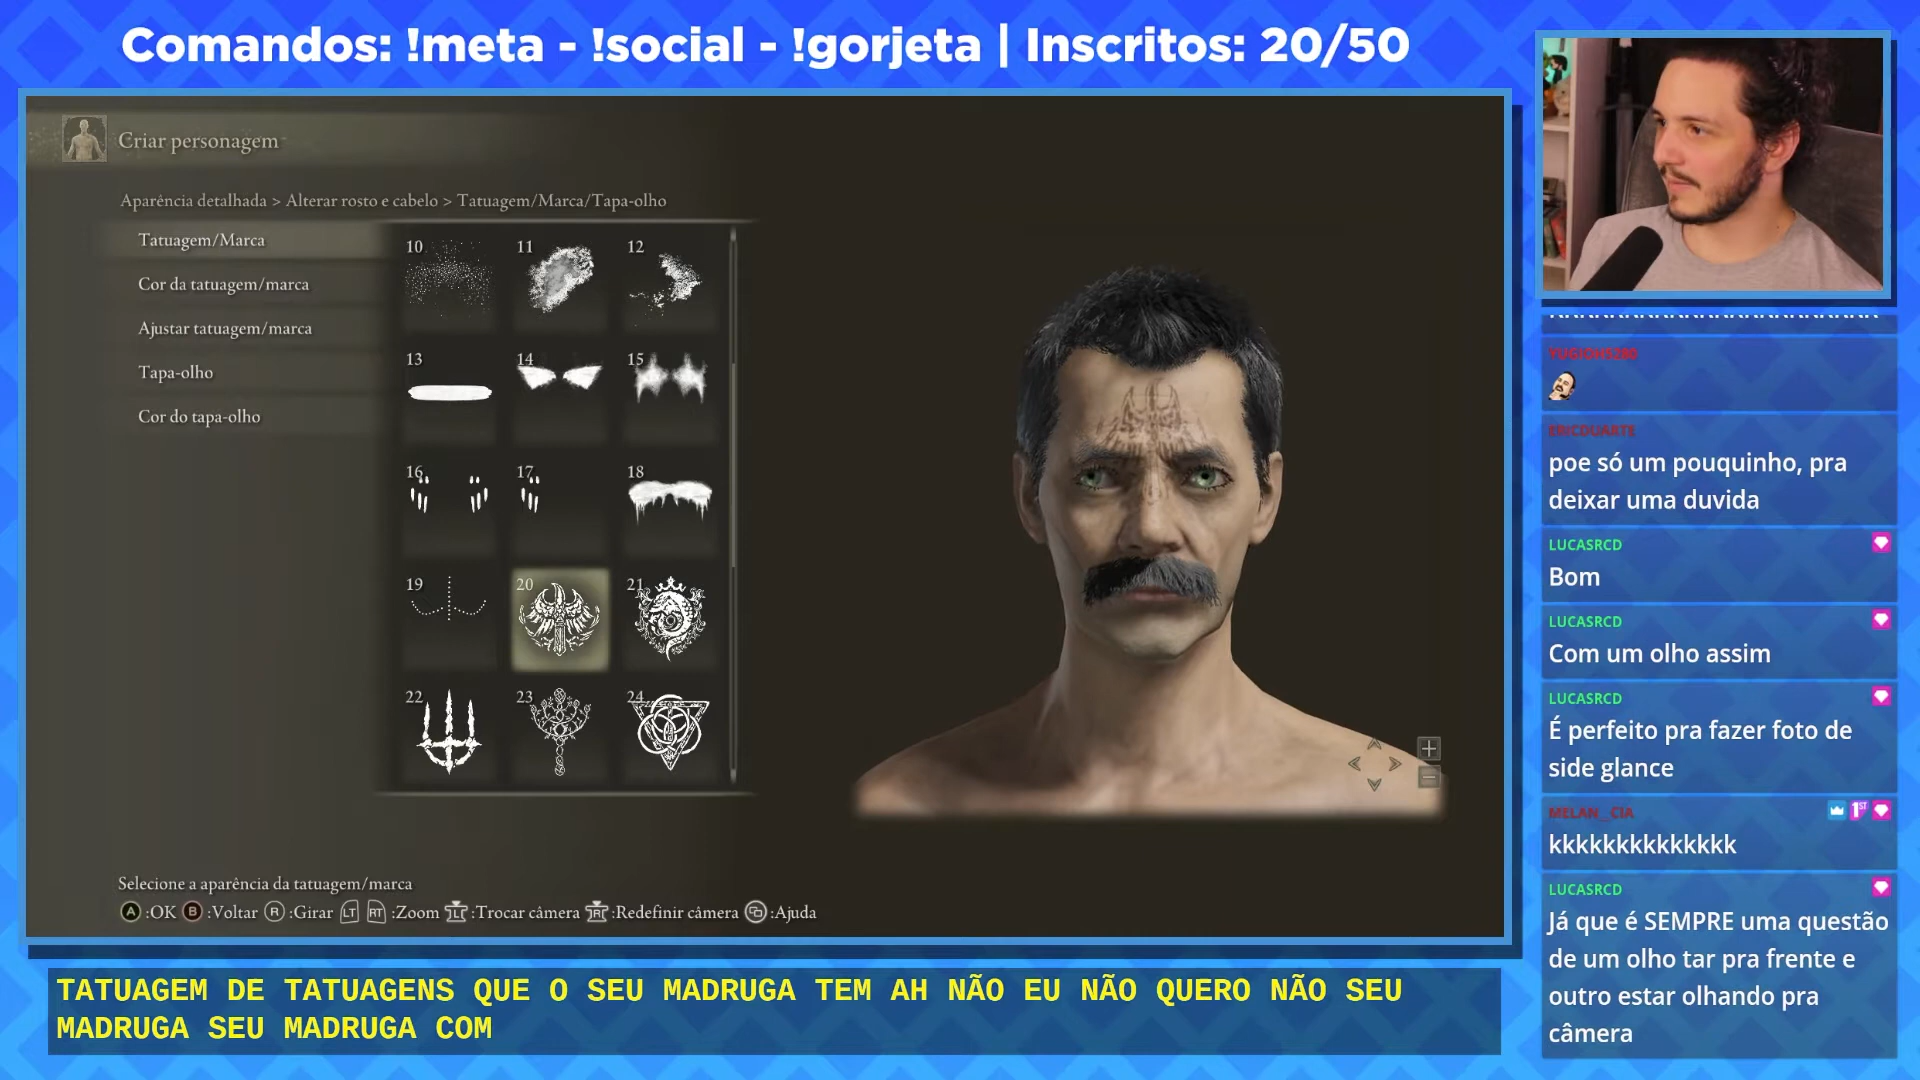 Comandos: !meta - !social - !gorjeta | Inscritos: 20/50
Criar personagem
Aparência detalhada > Alterar rosto e cabelo > Tatuagem/Marca/Tapa-olho
Tatuagem/Marca
Cor da tatuagem/marca
Ajustar tatuagem/marca
Tapa-olho
Cor do tapa-olho
10 11 12
13 14 15
16 17 18
19 20 21
22 23 24
Selecione a aparência da tatuagem/marca
A :OK B :Voltar R :Girar LT RT :Zoom L :Trocar câmera R :Redefinir câmera :Ajuda
TATUAGEM DE TATUAGENS QUE O SEU MADRUGA TEM AH NÃO EU NÃO QUERO NÃO SEU
MADRUGA SEU MADRUGA COM
ERICDUARTE
poe só um pouquinho, pra
deixar uma duvida
LUCASRCD
Bom
LUCASRCD
Com um olho assim
LUCASRCD
É perfeito pra fazer foto de
side glance
MELAN__CIA 1ST
kkkkkkkkkkkkkk
LUCASRCD
Já que é SEMPRE uma questão
de um olho tar pra frente e
outro estar olhando pra
câmera